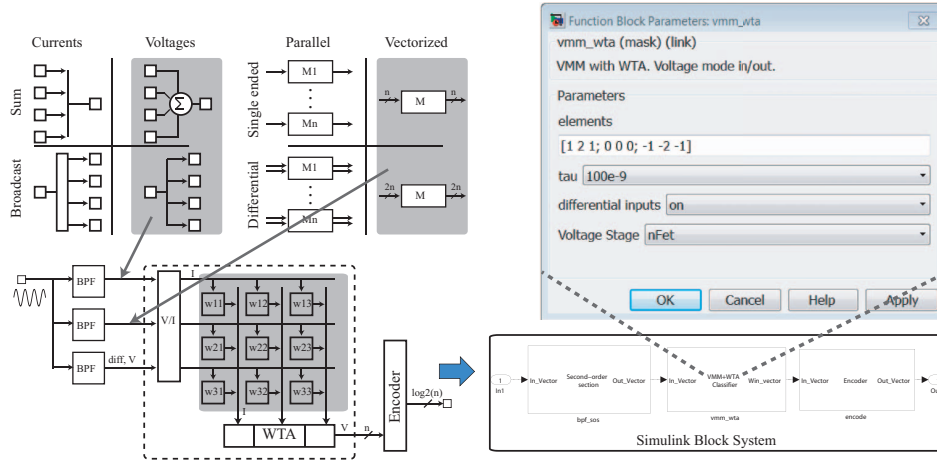 Currents
Voltages
Sum
Σ
Broadcast
Parallel
Vectorized
Single ended
M1
Mn
n
M
n
Differential
M1
Mn
2n
M
2n
BPF
BPF
BPF
diff, V
V/I
I
w11
w12
w13
w21
w22
w23
w31
w32
w33
I
WTA
V
n
Encoder
log2(n)
Function Block Parameters: vmm_wta
vmm_wta (mask) (link)
VMM with WTA. Voltage mode in/out.
Parameters
elements
[1 2 1; 0 0 0; -1 -2 -1]
tau 100e-9
differential inputs on
Voltage Stage nFet
OK
Cancel
Help
Apply
1
In1
In_Vector
Second-order
section
Out_Vector
bpf_sos
In_Vector
VMM+WTA
Classifier
Win_vector
vmm_wta
In_Vector
Encoder
Out_Vector
encode
Simulink Block System